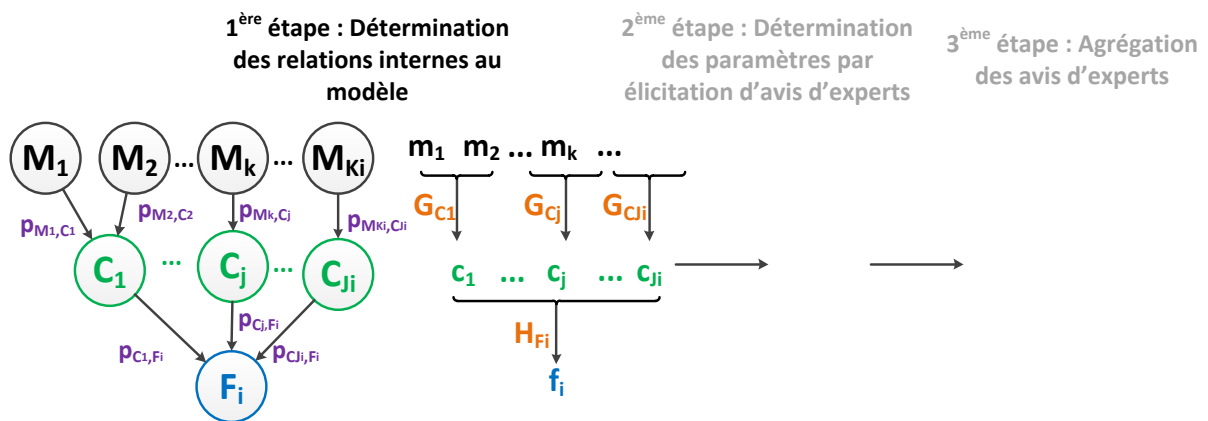 1ère étape : Détermination
des relations internes au
modèle
2ème étape : Détermination
des paramètres par
élicitation d’avis d’experts
3ème étape : Agrégation
des avis d’experts
M1 M2 ... Mk ... MKi
m1 m2 ... mk ...
pM1,C1 pM2,C2 pMk,Cj pMKi,CJi
GC1 GCj GCJi
C1 ... Cj ... CJi
c1 ... cj ... cJi
pC1,Fi pCj,Fi pCJi,Fi
HFi
Fi
fi